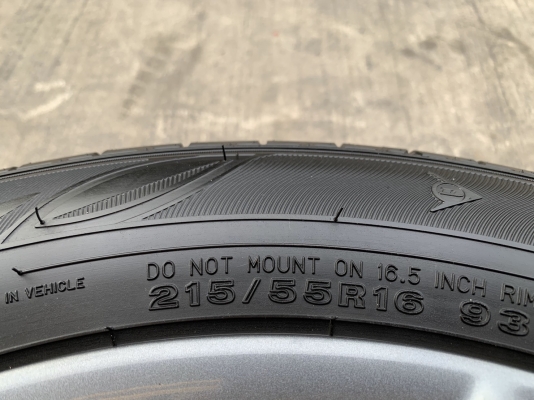 IN VEHICLE
DO NOT MOUNT ON 16.5 INCH RIM
215/55R16 93